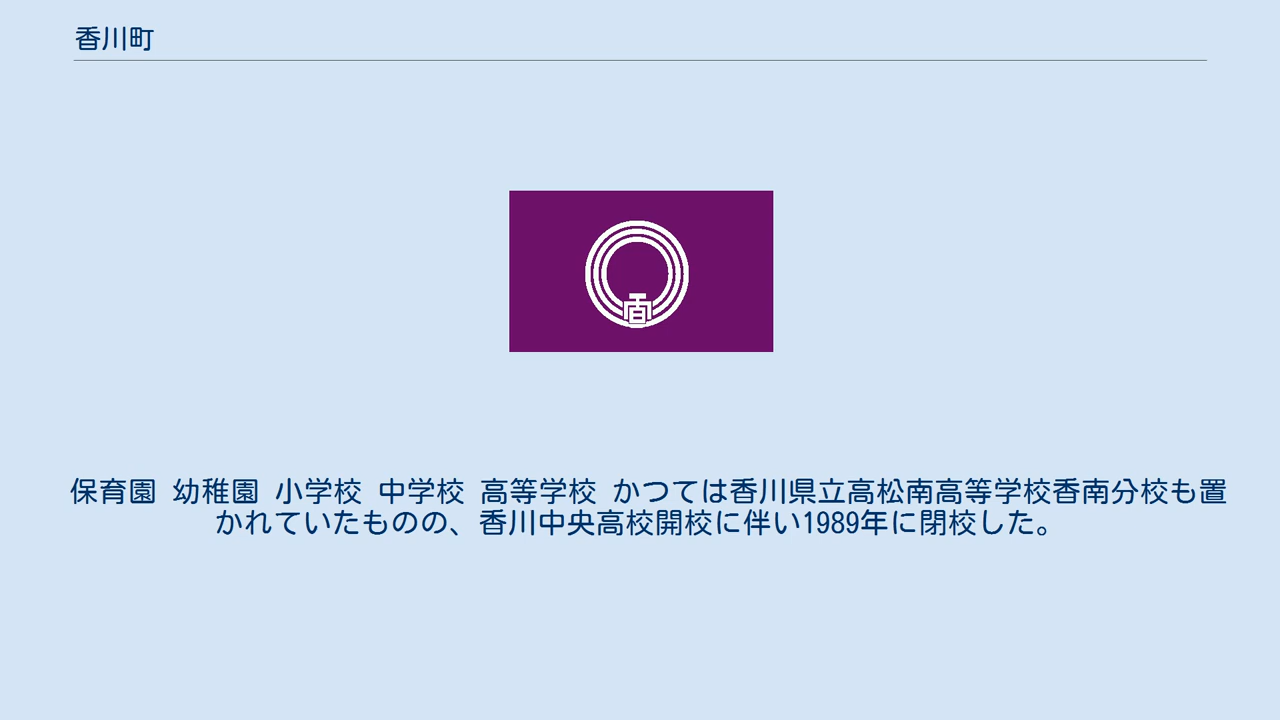 香川町
保育園 幼稚園 小学校 中学校 高等学校 かつては香川県立高松南高等学校香南分校も置
かれていたものの、香川中央高校開校に伴い1989年に閉校した。